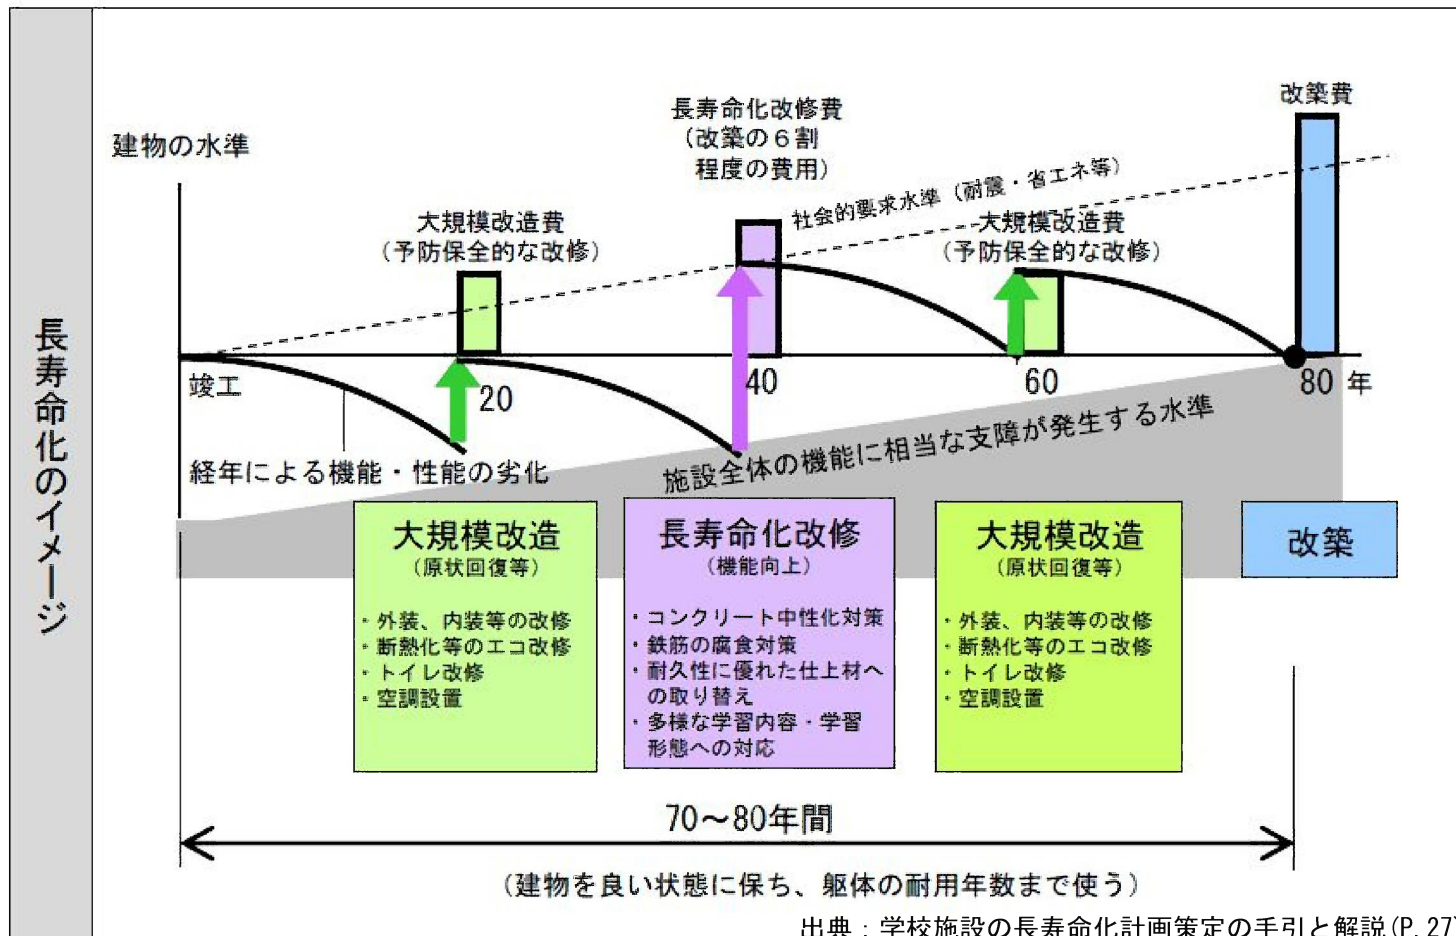 長寿命化のイメージ
建物の水準
改築費
長寿命化改修費
（改築の６割
程度の費用）
社会的要求水準（耐震・省エネ等）
大規模改造費
（予防保全的な改修）
大規模改造費
（予防保全的な改修）
竣工
20
40
60
80 年
経年による機能・性能の劣化
施設全体の機能に相当な支障が発生する水準
大規模改造
（原状回復等）
・外装、内装等の改修
・断熱化等のエコ改修
・トイレ改修
・空調設置
長寿命化改修
（機能向上）
・コンクリート中性化対策
・鉄筋の腐食対策
・耐久性に優れた仕上材へ
の取り替え
・多様な学習内容・学習
形態への対応
大規模改造
（原状回復等）
・外装、内装等の改修
・断熱化等のエコ改修
・トイレ改修
・空調設置
改築
70～80年間
（建物を良い状態に保ち、躯体の耐用年数まで使う）
出典：学校施設の長寿命化計画策定の手引と解説(P.27)